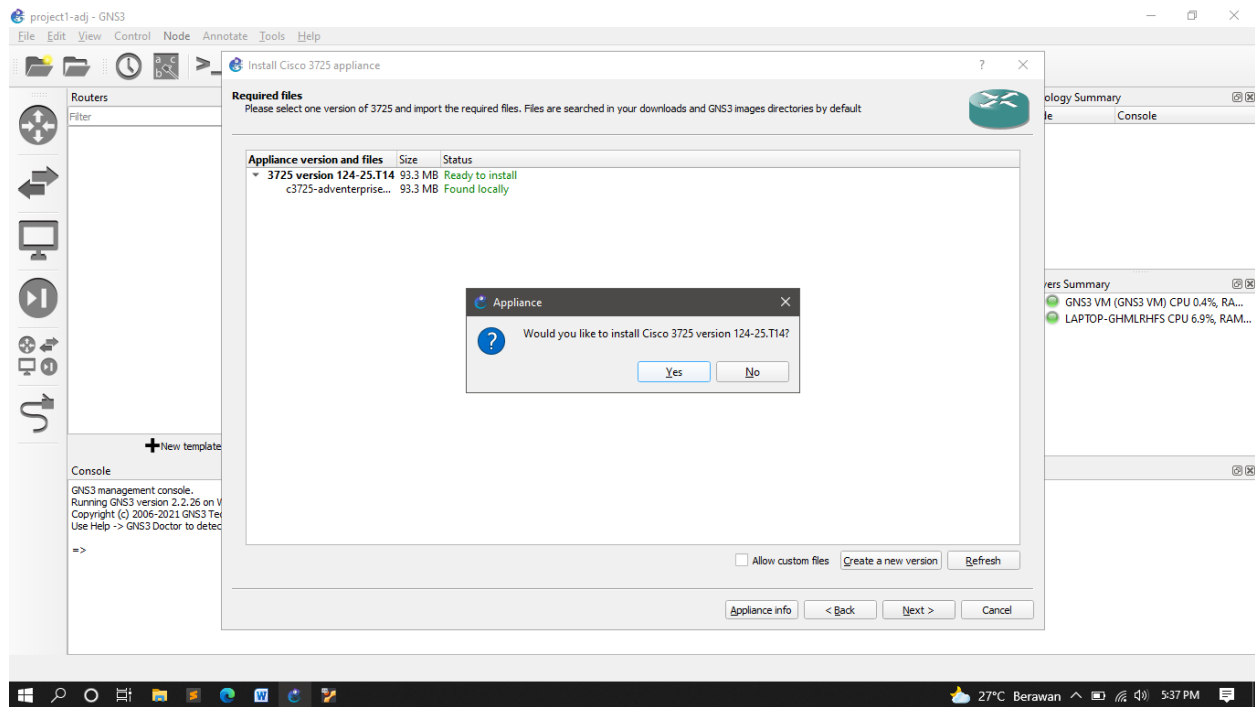 project1-adj - GNS3
File Edit View Control Node Annotate Tools Help
Install Cisco 3725 appliance
Required files
Please select one version of 3725 and import the required files. Files are searched in your downloads and GNS3 images directories by default
Appliance version and files Size Status
3725 version 124-25.T14 93.3 MB Ready to install
c3725-adventerprise... 93.3 MB Found locally
Appliance
Would you like to install Cisco 3725 version 124-25.T14?
Yes No
Allow custom files Create a new version Refresh
Appliance info < Back Next > Cancel
Routers
Filter
New template
Console
GNS3 management console.
Running GNS3 version 2.2.26 on W
Copyright (c) 2006-2021 GNS3 Tec
Use Help -> GNS3 Doctor to detec
=>
ology Summary
le Console
ers Summary
GNS3 VM (GNS3 VM) CPU 0.4%, RA...
LAPTOP-GHMLRHFS CPU 6.9%, RAM...
27°C Berawan 5:37 PM